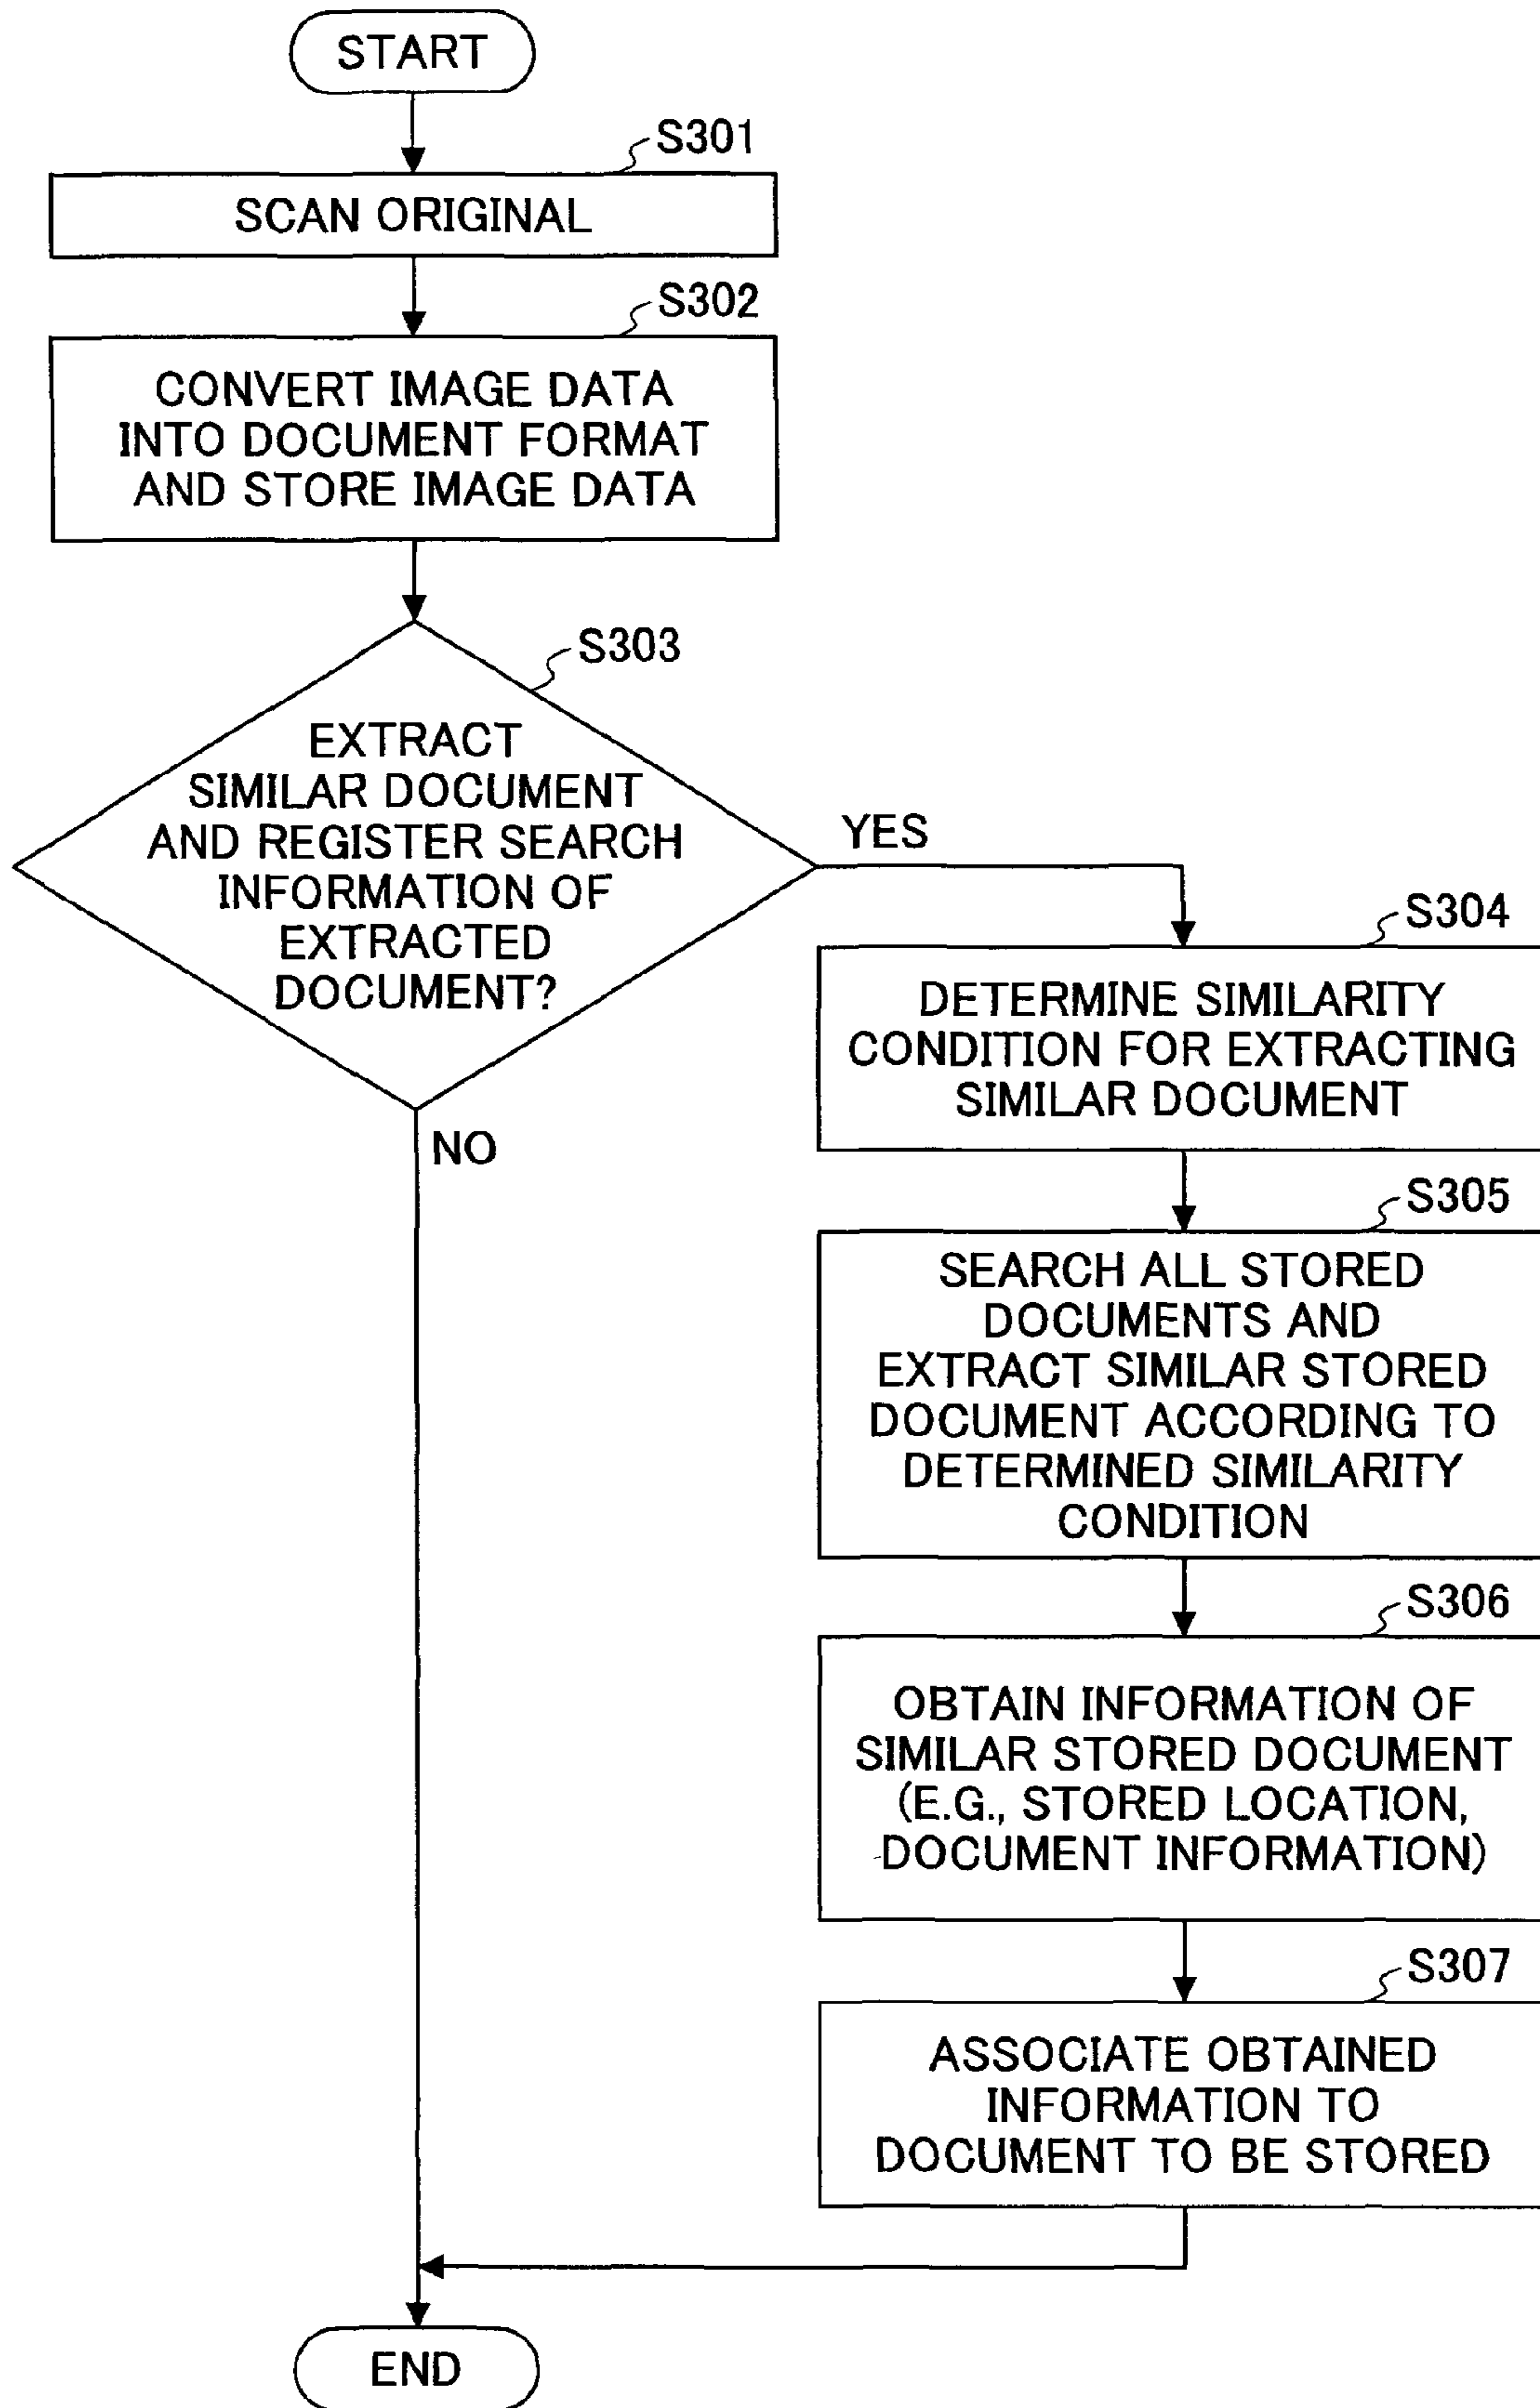 START
S301
SCAN ORIGINAL
S302
CONVERT IMAGE DATA
INTO DOCUMENT FORMAT
AND STORE IMAGE DATA
S303
EXTRACT
SIMILAR DOCUMENT
AND REGISTER SEARCH
INFORMATION OF
EXTRACTED
DOCUMENT?
YES
NO
S304
DETERMINE SIMILARITY
CONDITION FOR EXTRACTING
SIMILAR DOCUMENT
S305
SEARCH ALL STORED
DOCUMENTS AND
EXTRACT SIMILAR STORED
DOCUMENT ACCORDING TO
DETERMINED SIMILARITY
CONDITION
S306
OBTAIN INFORMATION OF
SIMILAR STORED DOCUMENT
(E.G., STORED LOCATION,
DOCUMENT INFORMATION)
S307
ASSOCIATE OBTAINED
INFORMATION TO
DOCUMENT TO BE STORED
END